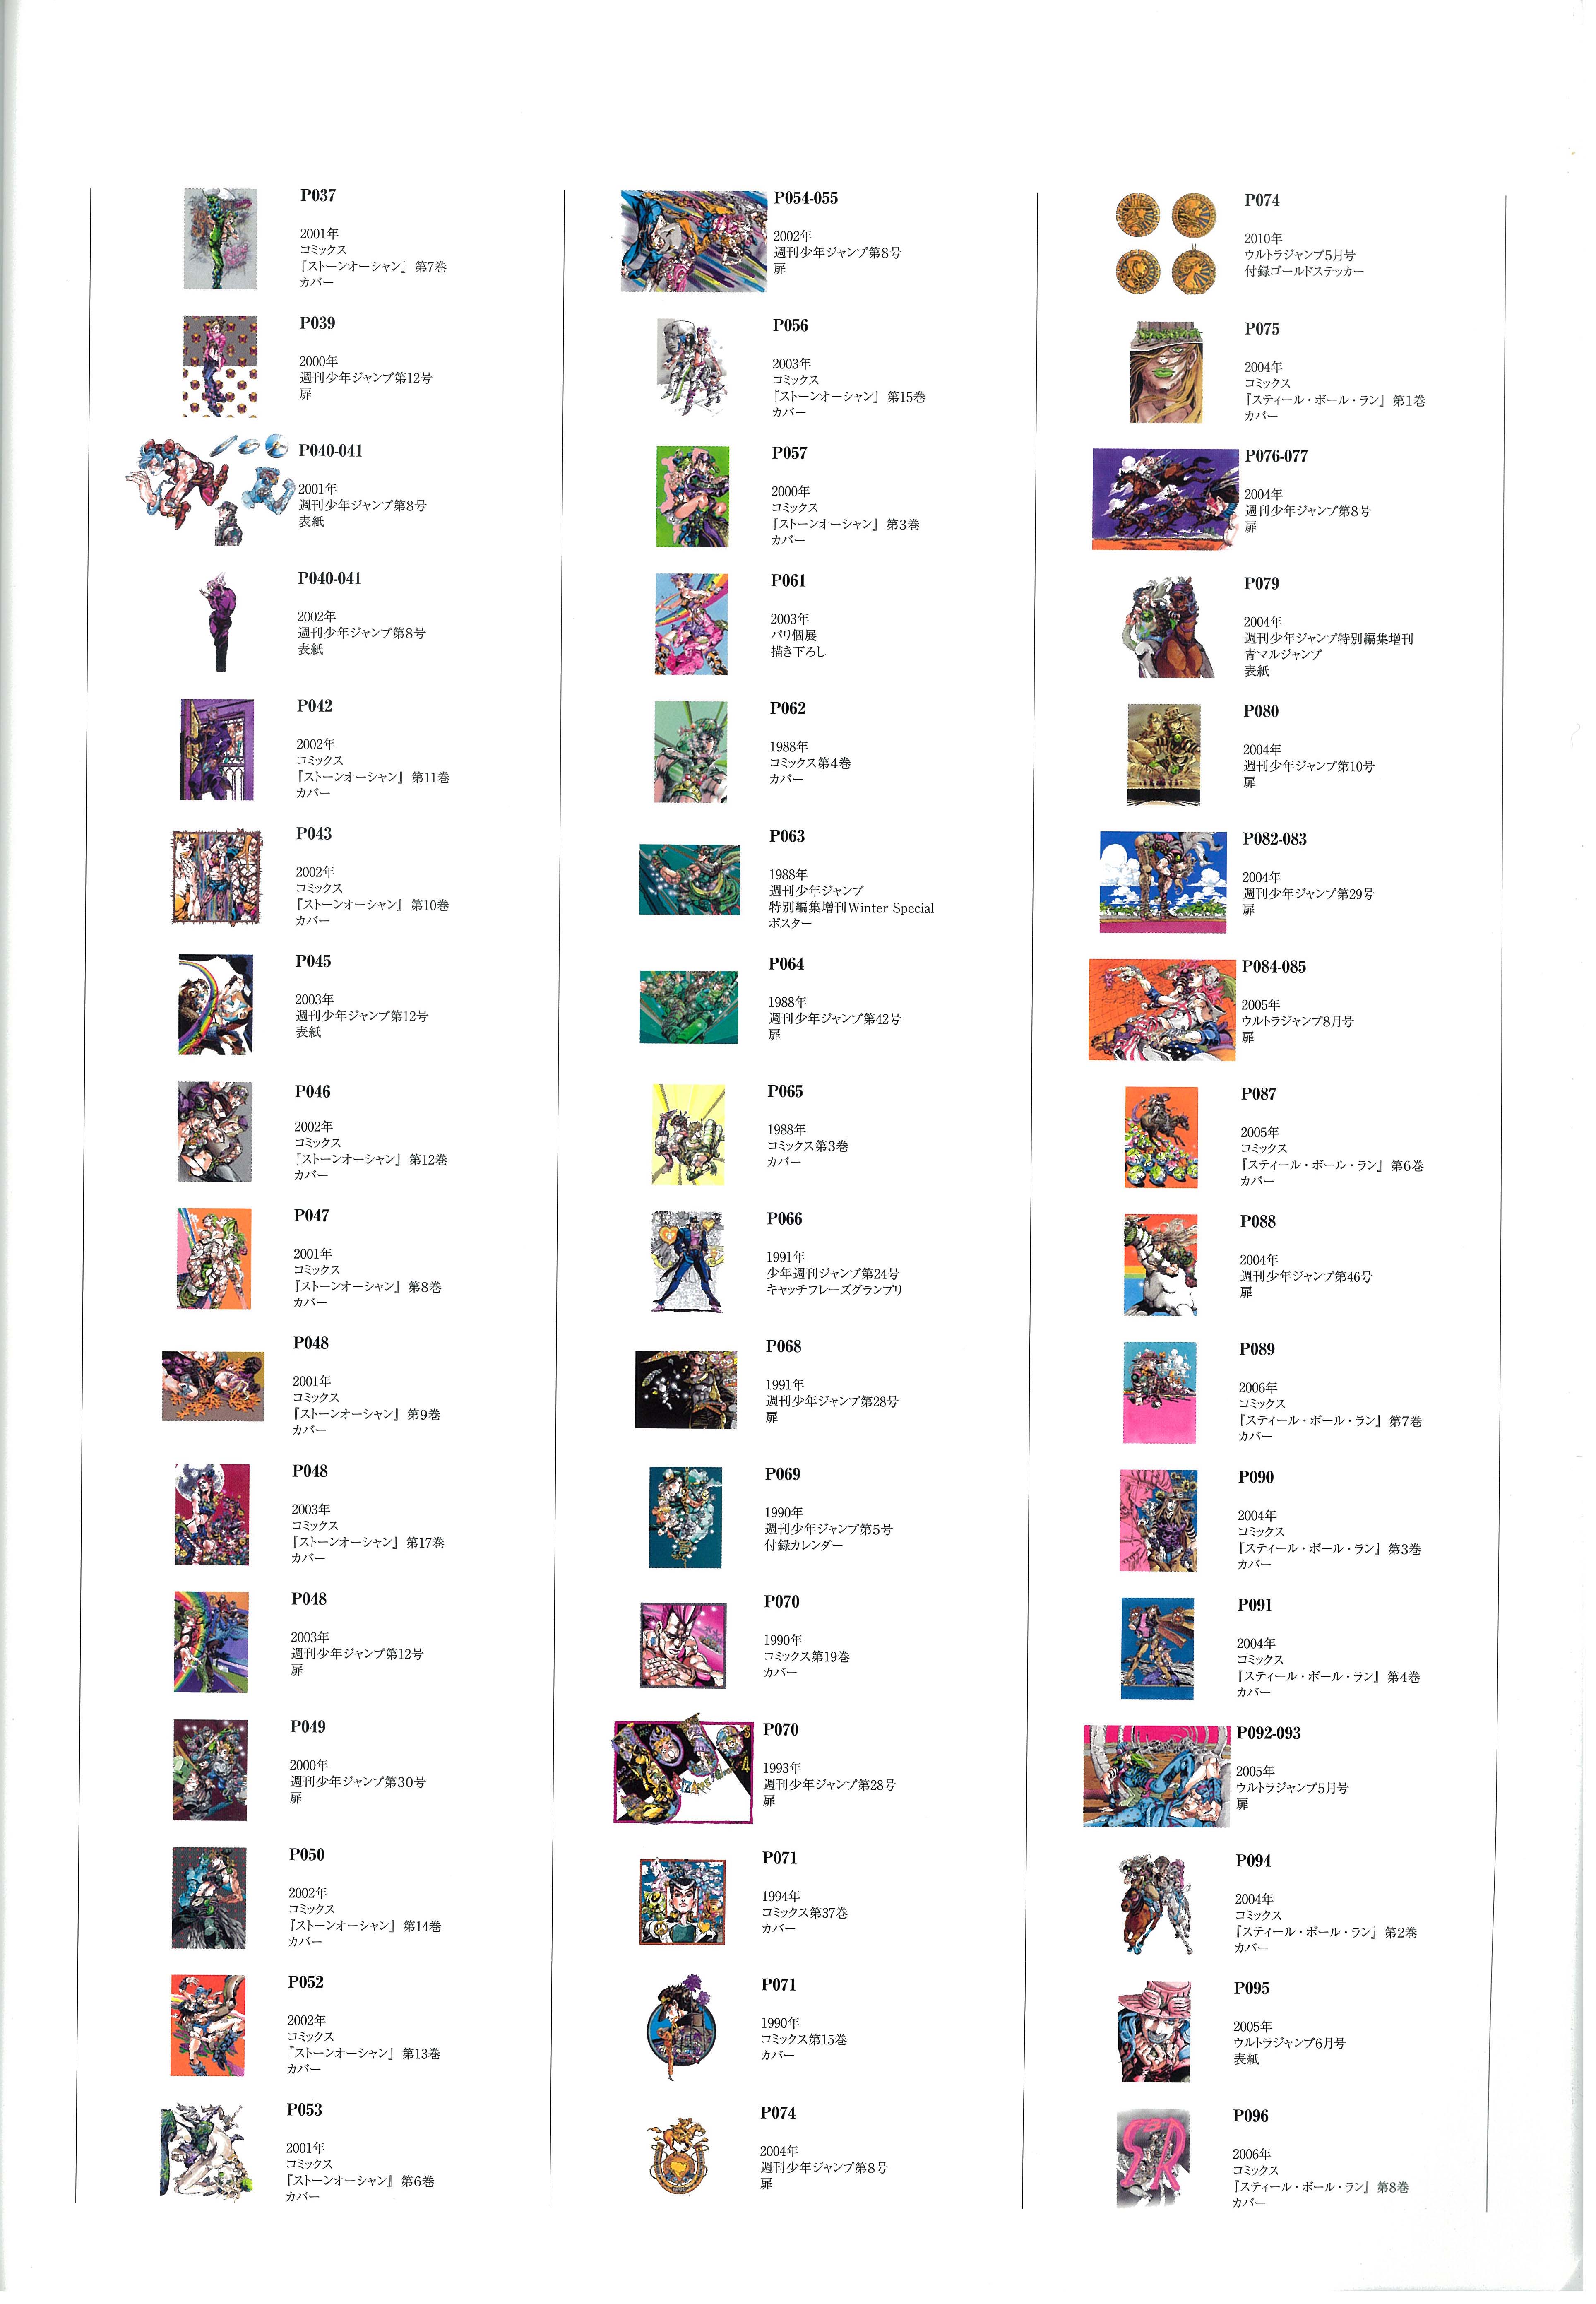 P037
2001年
コミックス
『ストーンオーシャン』第7巻
カバー
P039
2000年
週刊少年ジャンプ第12号
扉
P040-041
2001年
週刊少年ジャンプ第8号
表紙
P040-041
2002年
週刊少年ジャンプ第8号
表紙
P042
2002年
コミックス
『ストーンオーシャン』第11巻
カバー
P043
2002年
コミックス
『ストーンオーシャン』第10巻
カバー
P045
2003年
週刊少年ジャンプ第12号
表紙
P046
2002年
コミックス
『ストーンオーシャン』第12巻
カバー
P047
2001年
コミックス
『ストーンオーシャン』第8巻
カバー
P048
2001年
コミックス
『ストーンオーシャン』第9巻
カバー
P048
2003年
コミックス
『ストーンオーシャン』第17巻
カバー
P048
2003年
週刊少年ジャンプ第12号
扉
P049
2000年
週刊少年ジャンプ第30号
扉
P050
2002年
コミックス
『ストーンオーシャン』第14巻
カバー
P052
2002年
コミックス
『ストーンオーシャン』第13巻
カバー
P053
2001年
コミックス
『ストーンオーシャン』第6巻
カバー
P054-055
2002年
週刊少年ジャンプ第8号
扉
P056
2003年
コミックス
『ストーンオーシャン』第15巻
カバー
P057
2000年
コミックス
『ストーンオーシャン』第3巻
カバー
P061
2003年
パリ個展
描き下ろし
P062
1988年
コミックス第4巻
カバー
P063
1988年
週刊少年ジャンプ
特別編集増刊Winter Special
ポスター
P064
1988年
週刊少年ジャンプ第42号
扉
P065
1988年
コミックス第3巻
カバー
P066
1991年
少年週刊ジャンプ第24号
キャッチフレーズグランプリ
P068
1991年
週刊少年ジャンプ第28号
扉
P069
1990年
週刊少年ジャンプ第5号
付録カレンダー
P070
1990年
コミックス第19巻
カバー
P070
1993年
週刊少年ジャンプ第28号
扉
P071
1994年
コミックス第37巻
カバー
P071
1990年
コミックス第15巻
カバー
P074
2004年
週刊少年ジャンプ第8号
扉
P074
2010年
ウルトラジャンプ5月号
付録ゴールドステッカー
P075
2004年
コミックス
『スティール・ボール・ラン』第1巻
カバー
P076-077
2004年
週刊少年ジャンプ第8号
扉
P079
2004年
週刊少年ジャンプ特別編集増刊
青マルジャンプ
表紙
P080
2004年
週刊少年ジャンプ第10号
扉
P082-083
2004年
週刊少年ジャンプ第29号
扉
P084-085
2005年
ウルトラジャンプ8月号
扉
P087
2005年
コミックス
『スティール・ボール・ラン』第6巻
カバー
P088
2004年
週刊少年ジャンプ第46号
扉
P089
2006年
コミックス
『スティール・ボール・ラン』第7巻
カバー
P090
2004年
コミックス
『スティール・ボール・ラン』第3巻
カバー
P091
2004年
コミックス
『スティール・ボール・ラン』第4巻
カバー
P092-093
2005年
ウルトラジャンプ5月号
扉
P094
2004年
コミックス
『スティール・ボール・ラン』第2巻
カバー
P095
2005年
ウルトラジャンプ6月号
表紙
P096
2006年
コミックス
『スティール・ボール・ラン』第8巻
カバー